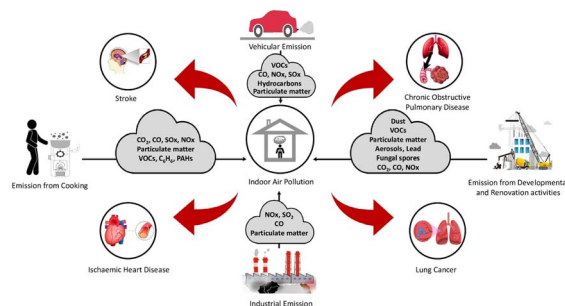 Vehicular Emission
VOCs
CO, NOx, SOx
Hydrocarbons
Particulate matter
Stroke
Chronic Obstructive
Pulmonary Disease
CO₂, CO, SOx, NOx
Particulate matter
VOCs, C₆H₆, PAHs
Emission from Cooking
Indoor Air Pollution
Dust
VOCs
Particulate matter
Aerosols, Lead
Fungal spores
CO₂, CO, NOx
Emission from Developmental
and Renovation activities
NOx, SO₂
CO
Particulate matter
Ischaemic Heart Disease
Lung Cancer
Industrial Emission